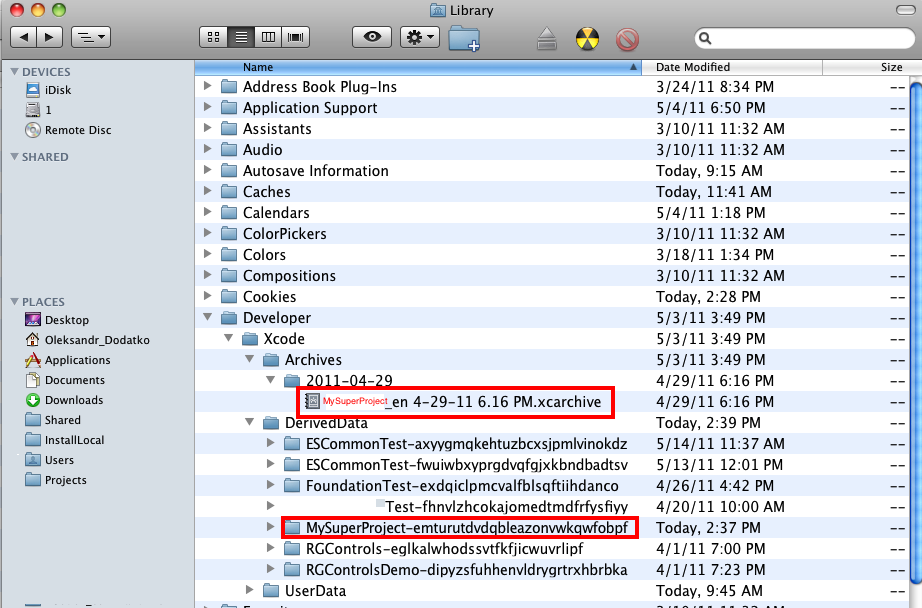 Library
Name Date Modified Size
DEVICES
iDisk
1
Remote Disc
SHARED
PLACES
Desktop
Oleksandr_Dodatko
Applications
Documents
Downloads
Shared
InstallLocal
Users
Projects
Address Book Plug-Ins 3/24/11 8:34 PM --
Application Support 5/4/11 6:50 PM --
Assistants 3/10/11 11:32 AM --
Audio 3/10/11 11:32 AM --
Autosave Information Today, 9:15 AM --
Caches Today, 11:41 AM --
Calendars 5/4/11 1:18 PM --
ColorPickers 3/10/11 11:32 AM --
Colors 3/18/11 1:34 PM --
Compositions 3/10/11 11:32 AM --
Cookies Today, 2:28 PM --
Developer 5/3/11 3:49 PM --
Xcode 5/3/11 3:49 PM --
Archives 5/3/11 3:49 PM --
2011-04-29 4/29/11 6:16 PM --
MySuperProject_en 4-29-11 6.16 PM.xcarchive 4/29/11 6:16 PM --
DerivedData Today, 2:39 PM --
ESCommonTest-axyygmqkehtuzbcxsjpmlvinokdz 5/14/11 11:37 AM --
ESCommonTest-fwuiwbxyprgdvqfgjxkbndbadtsv 5/13/11 12:01 PM --
FoundationTest-exdqiclpmcvalfblsqftiihdanco 4/26/11 4:42 PM --
Test-fhnvlzhcokajomedtmdfrfysfiyy 4/20/11 10:00 AM --
MySuperProject-emturutdvdqbleazonvwkqwfobpf Today, 2:37 PM --
RGControls-eglkalwhodssvtfkfjicwuvrlipf 4/1/11 7:00 PM --
RGControlsDemo-dipyzsfuhhenvldrygrtrxhbrbka 4/1/11 7:23 PM --
UserData Today, 9:45 AM --